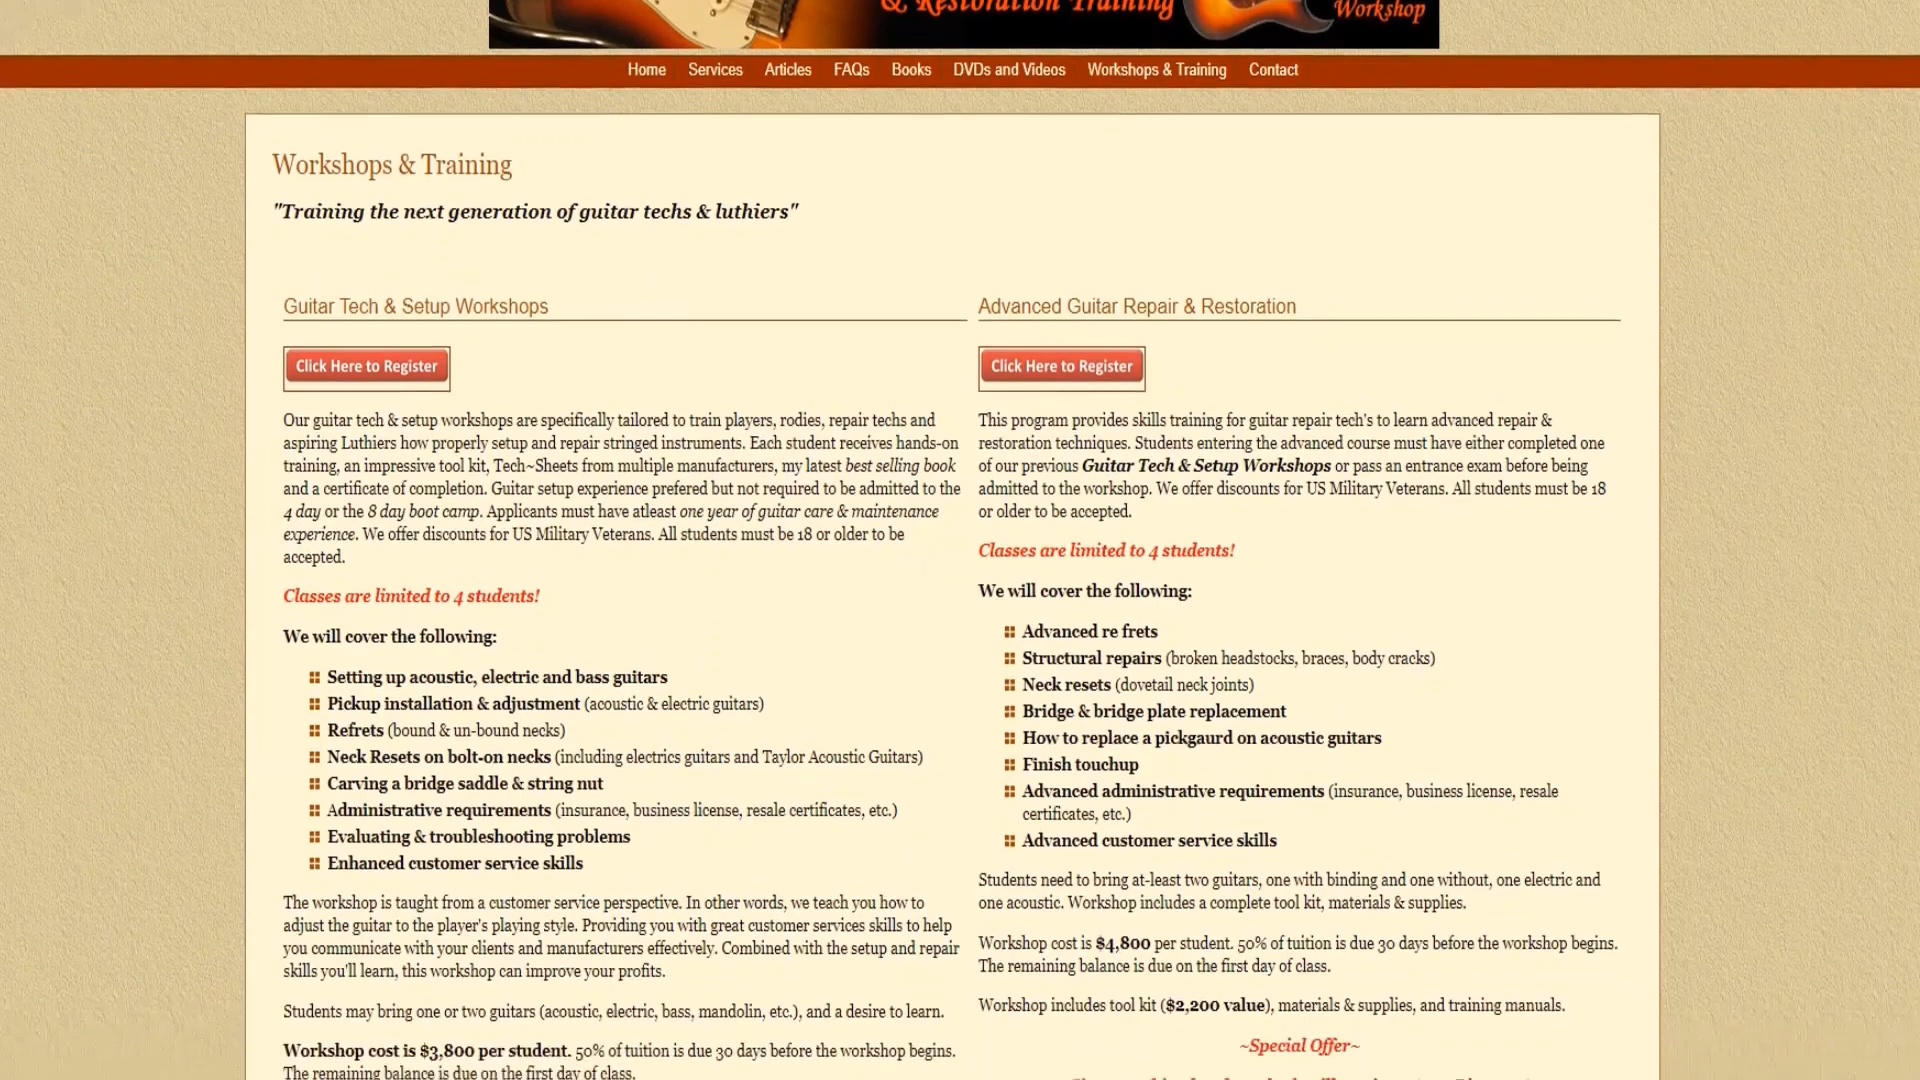 & Restoration Training
Workshop
Home Services Articles FAQs Books DVDs and Videos Workshops & Training Contact
Workshops & Training
"Training the next generation of guitar techs & luthiers"
Guitar Tech & Setup Workshops
Click Here to Register
Our guitar tech & setup workshops are specifically tailored to train players, rodies, repair techs and
aspiring Luthiers how properly setup and repair stringed instruments. Each student receives hands-on
training, an impressive tool kit, Tech~Sheets from multiple manufacturers, my latest best selling book
and a certificate of completion. Guitar setup experience prefered but not required to be admitted to the
4 day or the 8 day boot camp. Applicants must have atleast one year of guitar care & maintenance
experience. We offer discounts for US Military Veterans. All students must be 18 or older to be
accepted.
Classes are limited to 4 students!
We will cover the following:
Setting up acoustic, electric and bass guitars
Pickup installation & adjustment (acoustic & electric guitars)
Refrets (bound & un-bound necks)
Neck Resets on bolt-on necks (including electrics guitars and Taylor Acoustic Guitars)
Carving a bridge saddle & string nut
Administrative requirements (insurance, business license, resale certificates, etc.)
Evaluating & troubleshooting problems
Enhanced customer service skills
The workshop is taught from a customer service perspective. In other words, we teach you how to
adjust the guitar to the player's playing style. Providing you with great customer services skills to help
you communicate with your clients and manufacturers effectively. Combined with the setup and repair
skills you'll learn, this workshop can improve your profits.
Students may bring one or two guitars (acoustic, electric, bass, mandolin, etc.), and a desire to learn.
Workshop cost is $3,800 per student. 50% of tuition is due 30 days before the workshop begins.
The remaining balance is due on the first day of class.
Advanced Guitar Repair & Restoration
Click Here to Register
This program provides skills training for guitar repair tech's to learn advanced repair &
restoration techniques. Students entering the advanced course must have either completed one
of our previous Guitar Tech & Setup Workshops or pass an entrance exam before being
admitted to the workshop. We offer discounts for US Military Veterans. All students must be 18
or older to be accepted.
Classes are limited to 4 students!
We will cover the following:
Advanced re frets
Structural repairs (broken headstocks, braces, body cracks)
Neck resets (dovetail neck joints)
Bridge & bridge plate replacement
How to replace a pickgaurd on acoustic guitars
Finish touchup
Advanced administrative requirements (insurance, business license, resale
certificates, etc.)
Advanced customer service skills
Students need to bring at-least two guitars, one with binding and one without, one electric and
one acoustic. Workshop includes a complete tool kit, materials & supplies.
Workshop cost is $4,800 per student. 50% of tuition is due 30 days before the workshop begins.
The remaining balance is due on the first day of class.
Workshop includes tool kit ($2,200 value), materials & supplies, and training manuals.
~Special Offer~